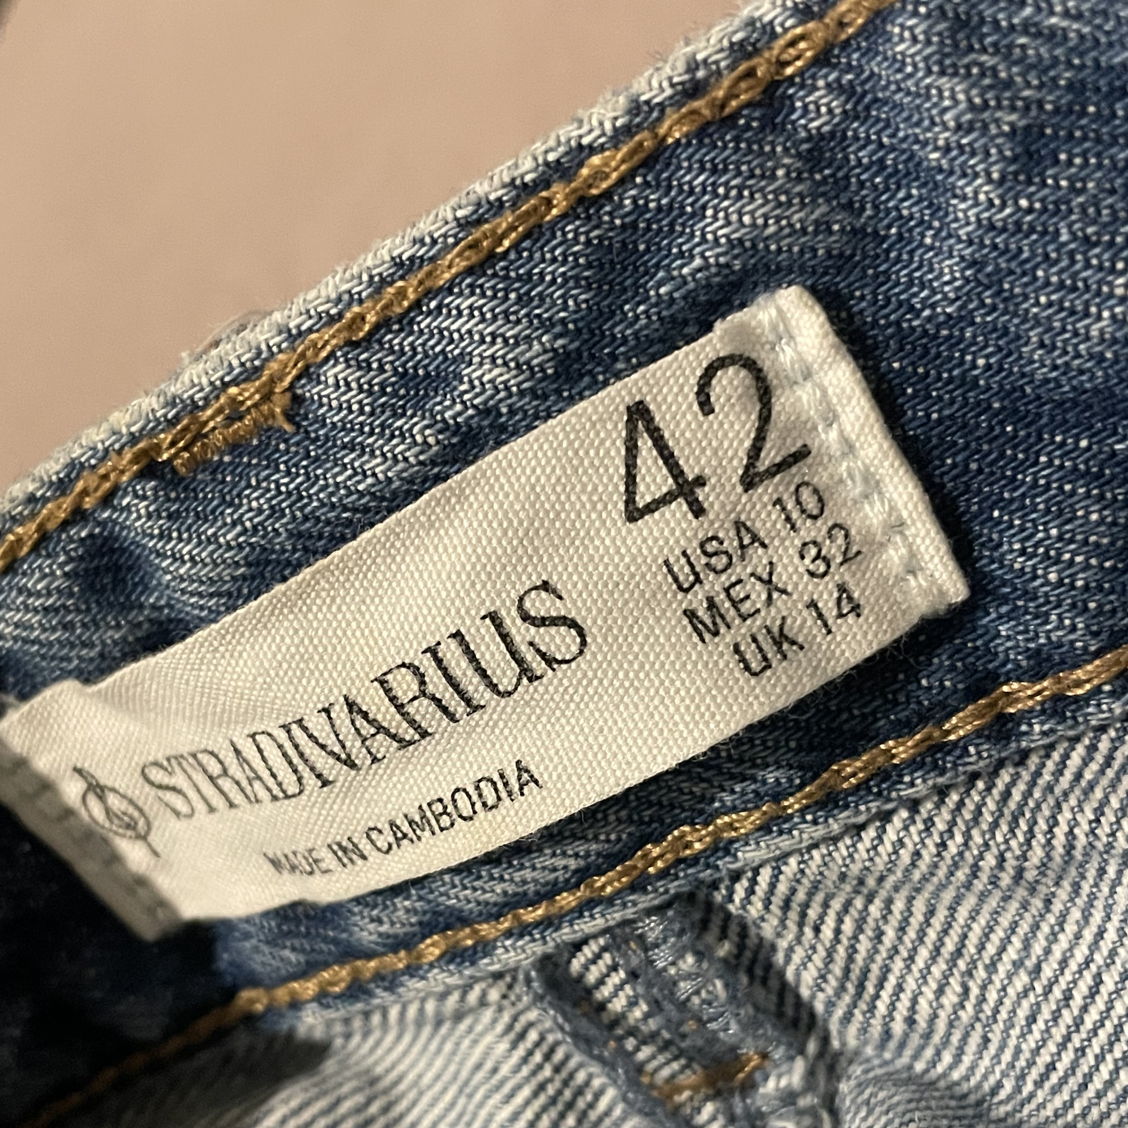 42
USA 10
MEX 32
UK 14
STRADIVARIUS
MADE IN CAMBODIA